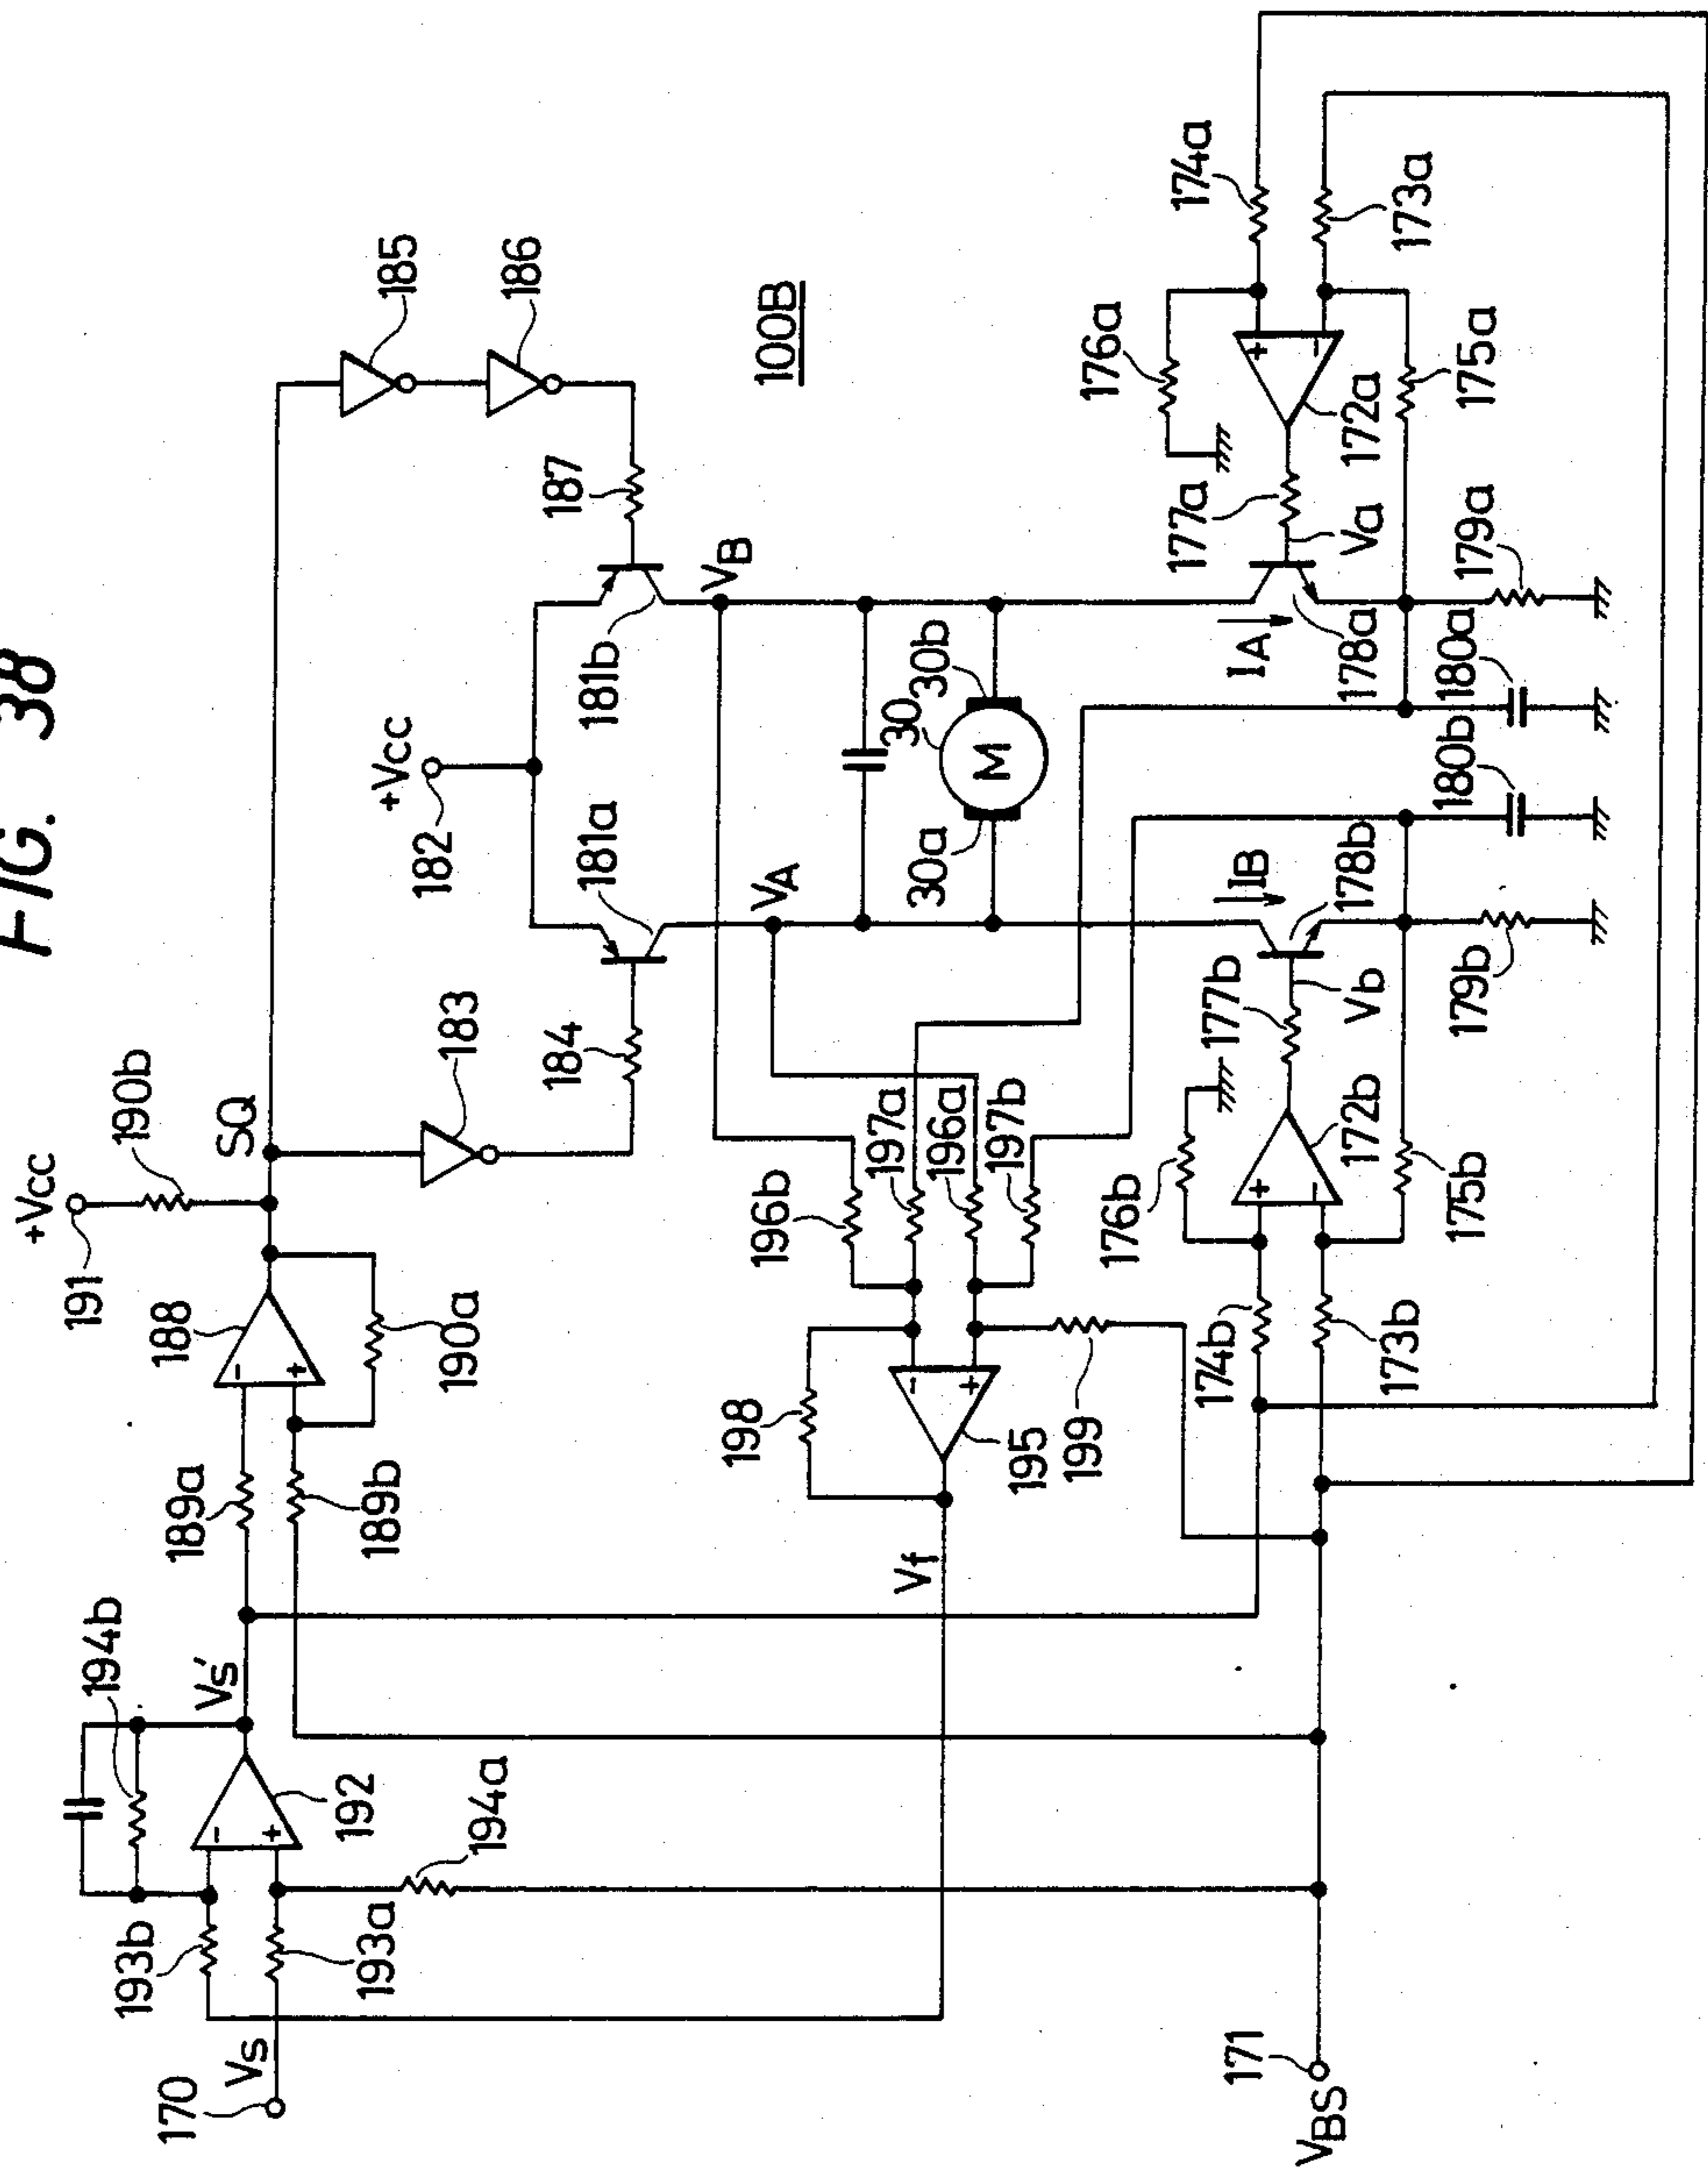 FIG. 38
+Vcc
191
190b
SQ
185
186
188
190a
183
187
+Vcc
182
184
181a
181b
VB
VA
100B
189a
189b
194b
Vs'
192
194a
193b
193a
Vs
170
198
195
199
Vf
196b
197a
196a
197b
30
30a
30b
M
IA
IB
176a
174a
173a
172a
175a
177a
Va
178a
179a
180a
180b
178b
177b
Vb
179b
176b
172b
175b
174b
173b
171
VBS
+
-
+
-
+
-
+
-
+
-